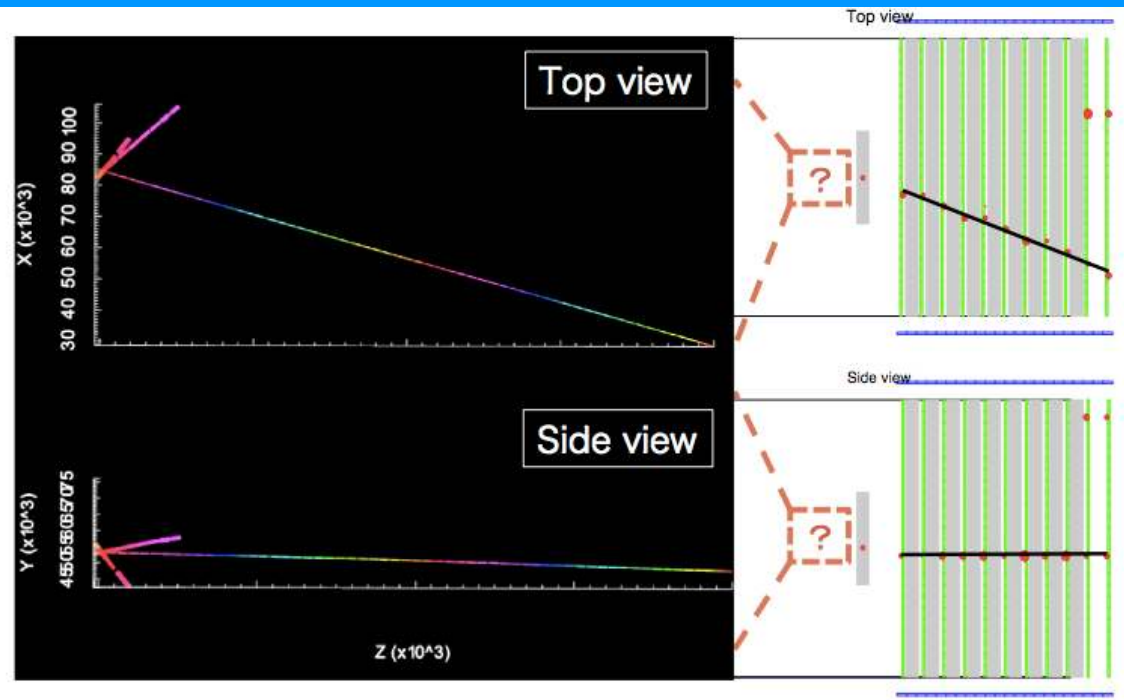 Top view
Top view
100
90
80
70
60
50
40
30
X (x10^3)
?
Side view
Side view
Y (x10^3)
?
Z (x10^3)